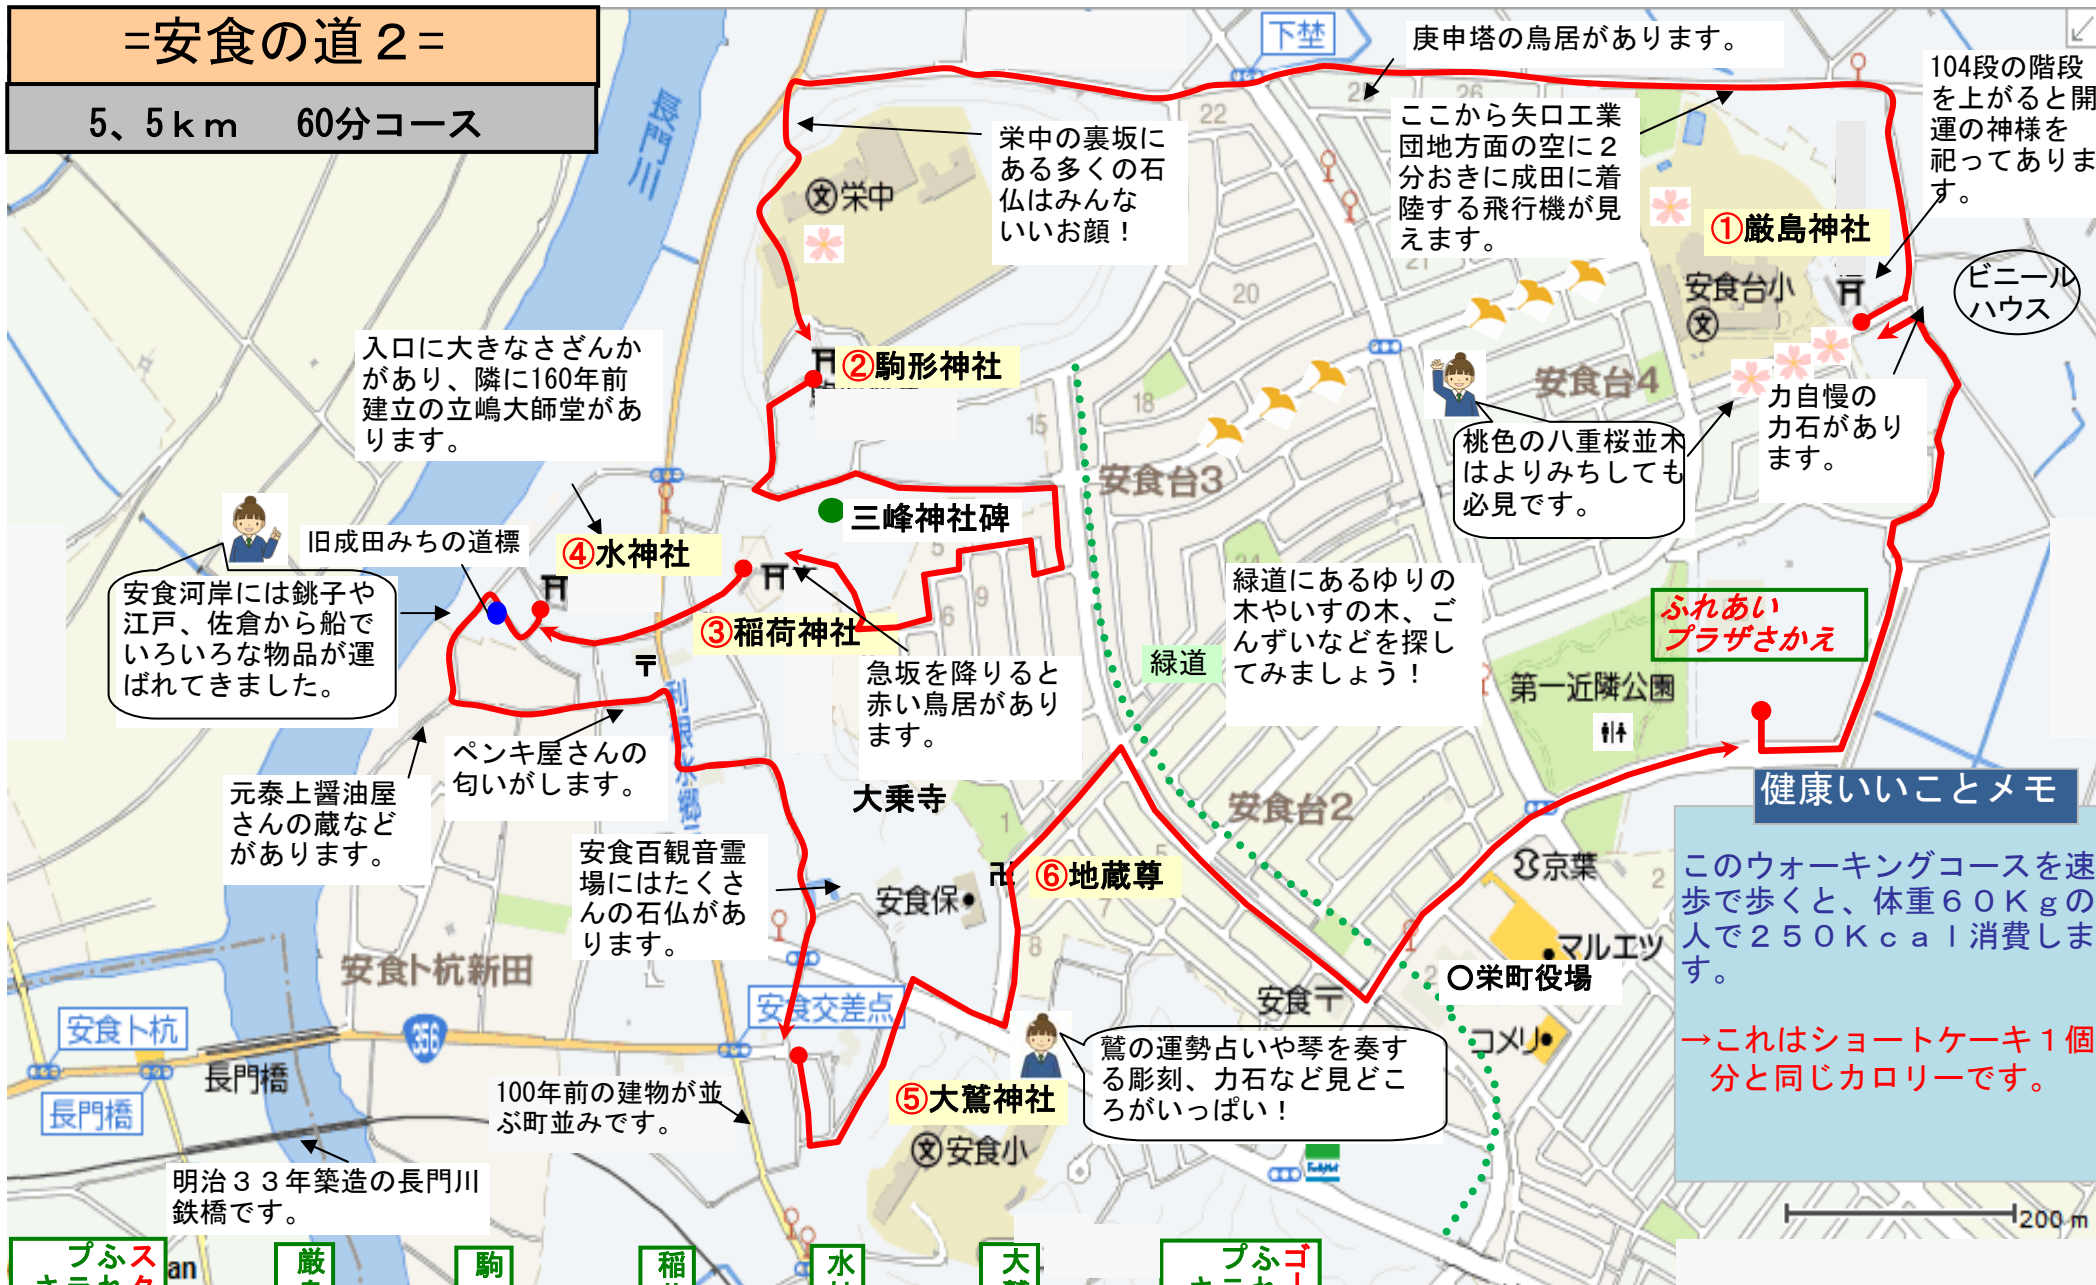 =安食の道２=
5、5ｋｍ　60分コース
下埜
庚申塔の鳥居があります。
104段の階段
を上がると開
運の神様を
祀ってありま
す。
長門川
栄中の裏坂に
ある多くの石
仏はみんな
いいお顔！
ここから矢口工業
団地方面の空に２
分おきに成田に着
陸する飛行機が見
えます。
22
26
21
20
栄中
①厳島神社
安食台小
ビニール
ハウス
入口に大きなさざんか
があり、隣に160年前
建立の立嶋大師堂があ
ります。
②駒形神社
18
15
安食台4
安食台3
桃色の八重桜並木
はよりみちしても
必見です。
力自慢の
力石があり
ます。
三峰神社碑
旧成田みちの道標
④水神社
安食河岸には銚子や
江戸、佐倉から船で
いろいろな物品が運
ばれてきました。
③稲荷神社
5
6
9
24
緑道
緑道にあるゆりの
木やいすの木、ご
んずいなどを探し
てみましょう！
ふれあい
プラザさかえ
第一近隣公園
急坂を降りると
赤い鳥居があり
ます。
ペンキ屋さんの
匂いがします。
元泰上醤油屋
さんの蔵など
があります。
大乗寺
安食台2
健康いいことメモ
このウォーキングコースを速
歩で歩くと、体重６０Ｋｇの
人で２５０Ｋｃａｌ消費しま
す。
→これはショートケーキ１個
分と同じカロリーです。
安食百観音霊
場にはたくさ
んの石仏があ
ります。
安食保
卍
⑥地蔵尊
1
5
7
8
京葉
2
マルエツ
○栄町役場
安食〒
コメリ
安食卜杭新田
安食卜杭
356
長門橋
長門橋
安食交差点
100年前の建物が並
ぶ町並みです。
⑤大鷲神社
鷲の運勢占いや琴を奏す
る彫刻、力石など見どこ
ろがいっぱい！
安食小
FamilyMart
明治３３年築造の長門川
鉄橋です。
200 m
an
駒
水
大